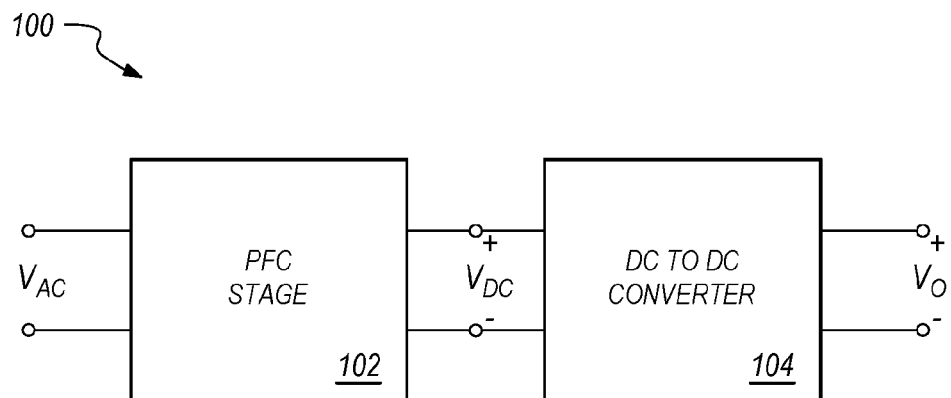 100
PFC
STAGE
102
V_AC
+
V_DC
-
DC TO DC
CONVERTER
104
+
V_O
-